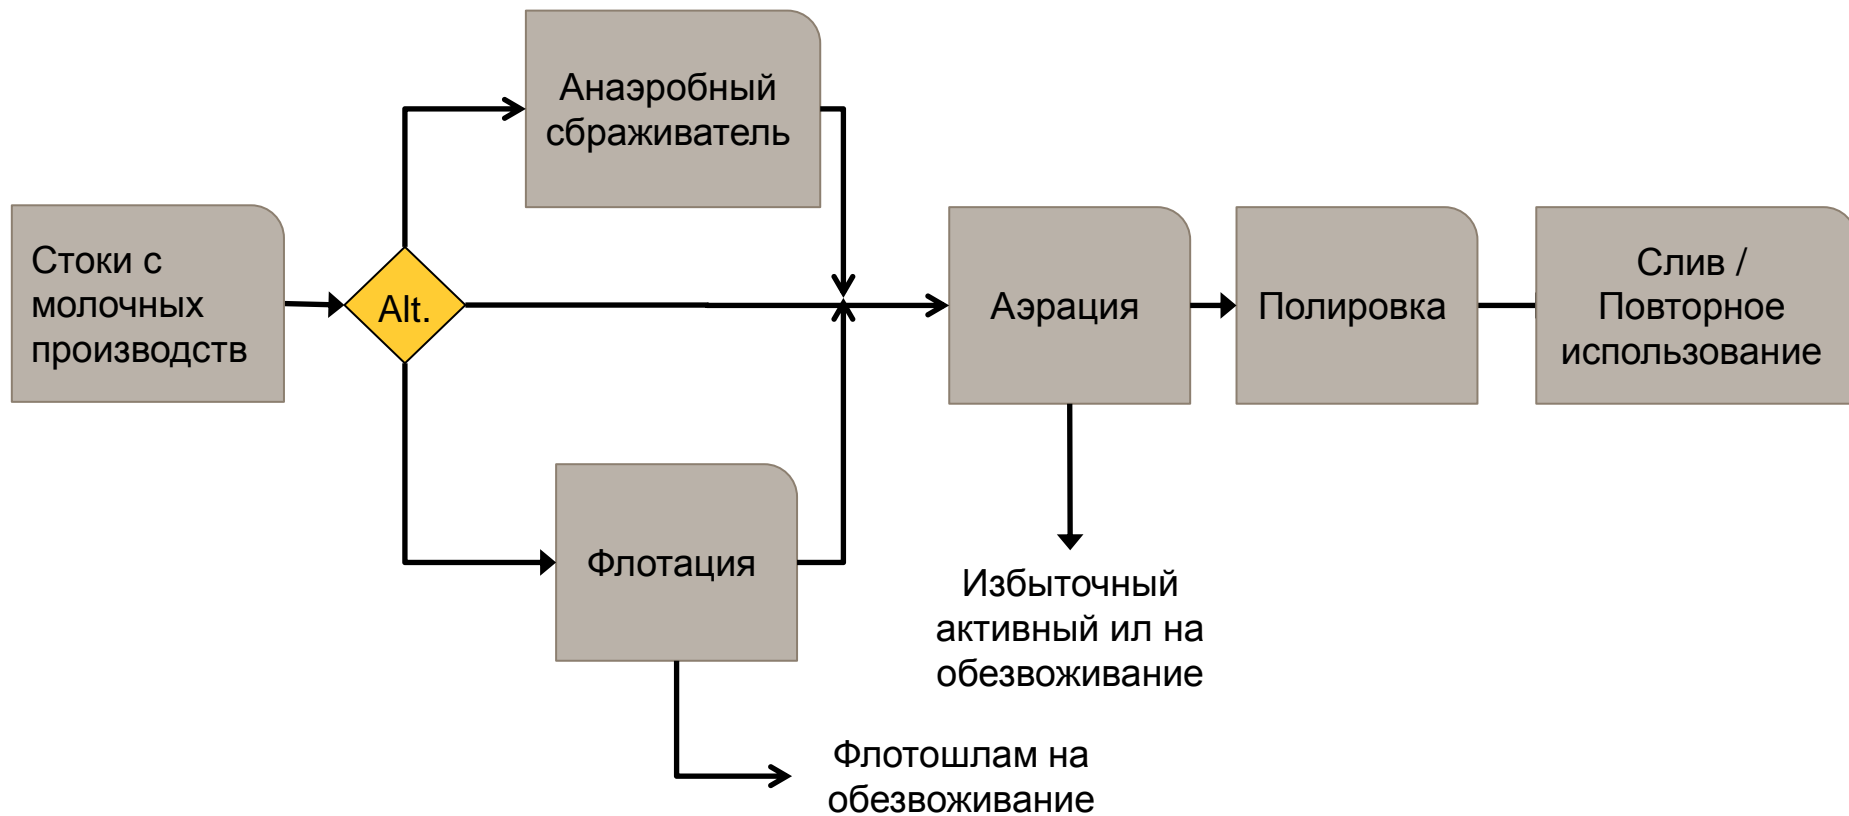 Анаэробный
сбраживатель
Стоки с
молочных
производств
Alt.
Аэрация
Полировка
Слив /
Повторное
использование
Флотация
Избыточный
активный ил на
обезвоживание
Флотошлам на
обезвоживание